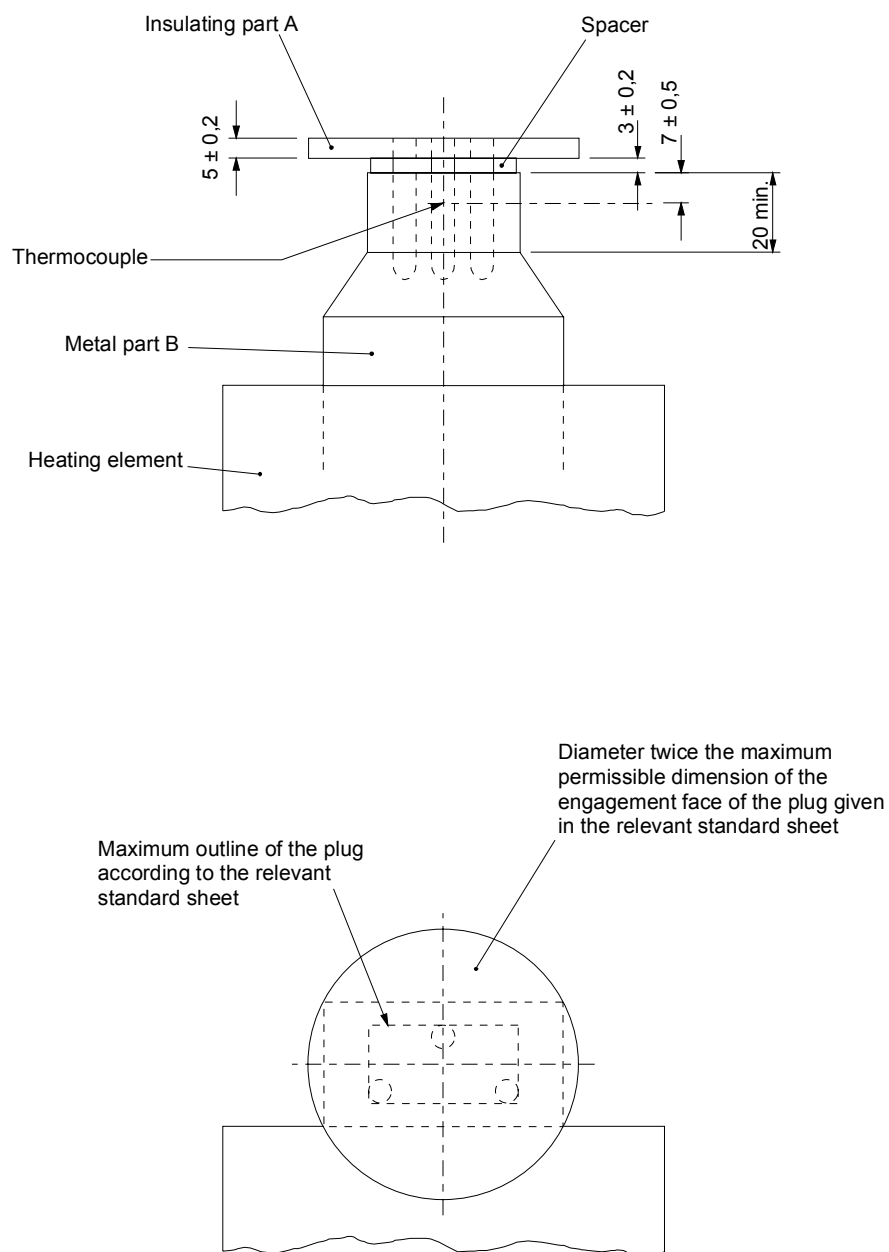 Insulating part A
Spacer
5 ± 0,2
3 ± 0,2
7 ± 0,5
20 min.
Thermocouple
Metal part B
Heating element
Diameter twice the maximum
permissible dimension of the
engagement face of the plug given
in the relevant standard sheet
Maximum outline of the plug
according to the relevant
standard sheet